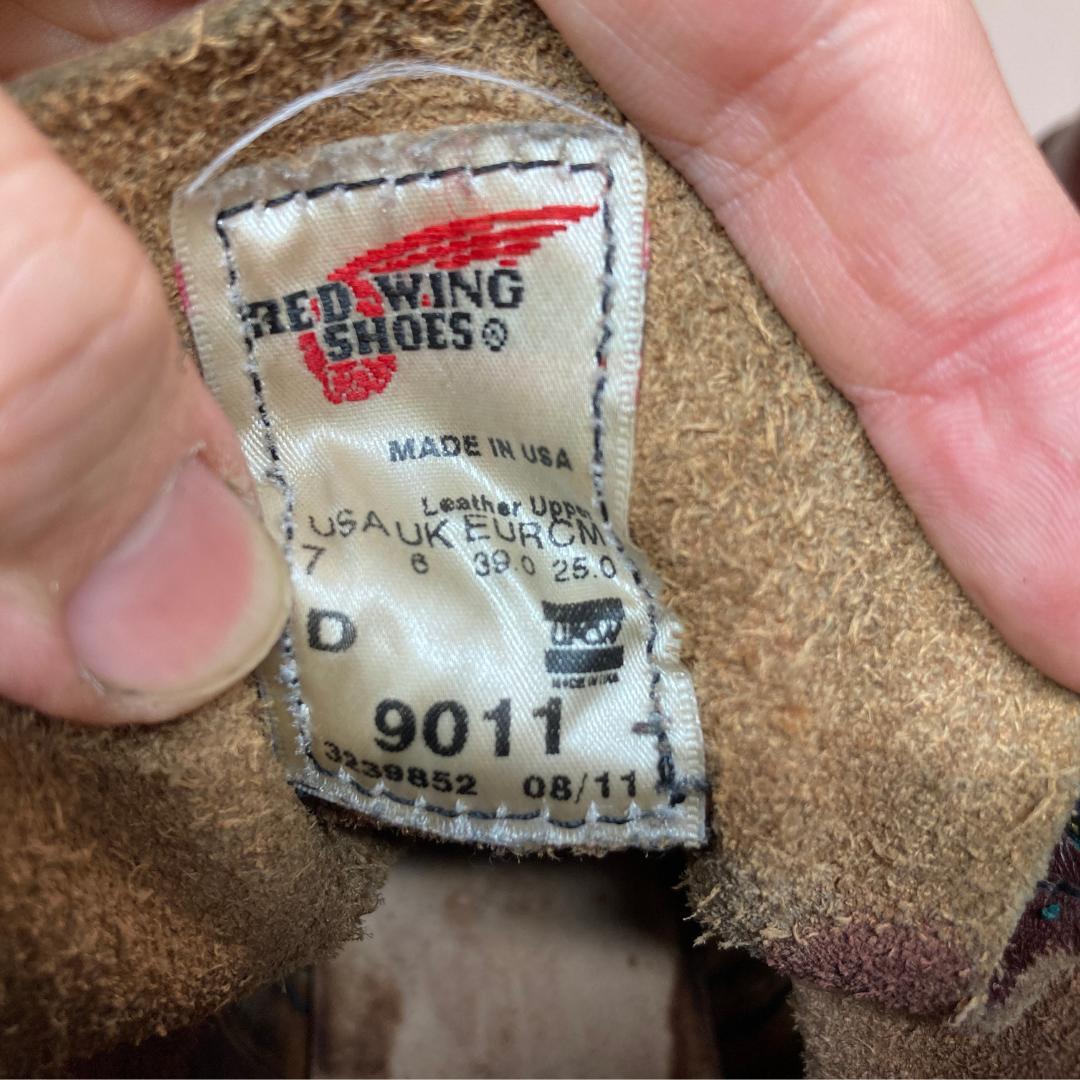 RED WING
SHOES®
MADE IN USA
Leather Upper
USA UK EUR CM
7 6 39.0 25.0
D
9011
3239852 08/11